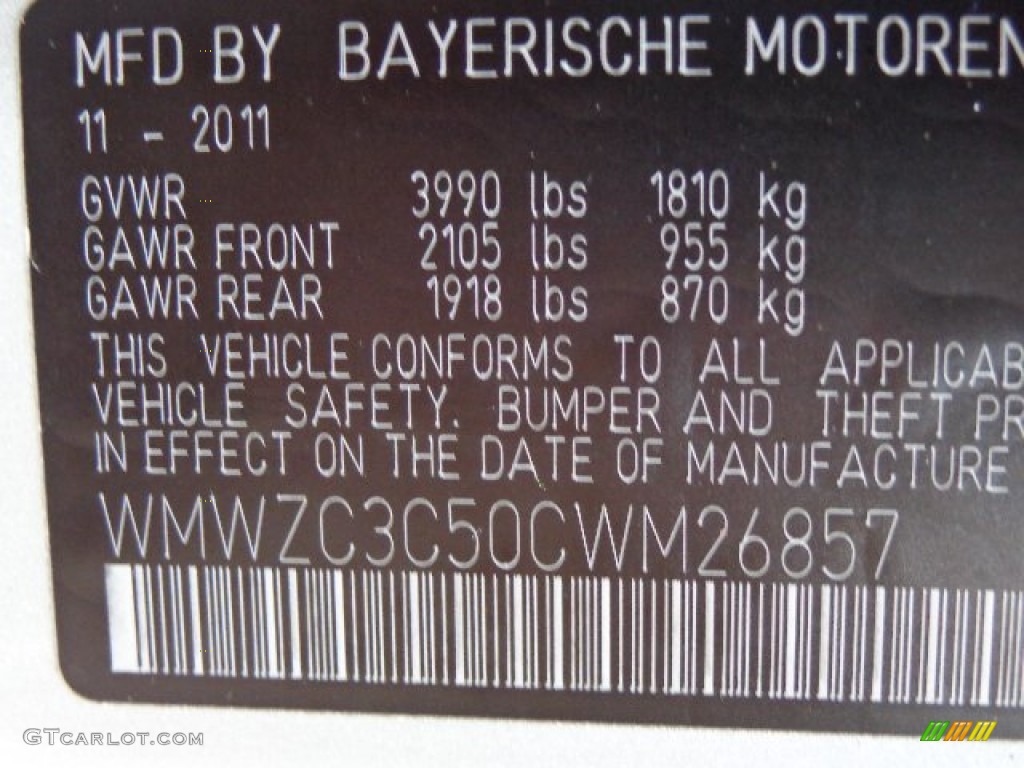 MFD BY BAYERISCHE MOTOREN
11 - 2011
GVWR 3990 lbs 1810 kg
GAWR FRONT 2105 lbs 955 kg
GAWR REAR 1918 lbs 870 kg
THIS VEHICLE CONFORMS TO ALL APPLICAB
VEHICLE SAFETY. BUMPER AND THEFT PR
IN EFFECT ON THE DATE OF MANUFACTURE
WMWZC3C50CWM26857
GTCarlot.com